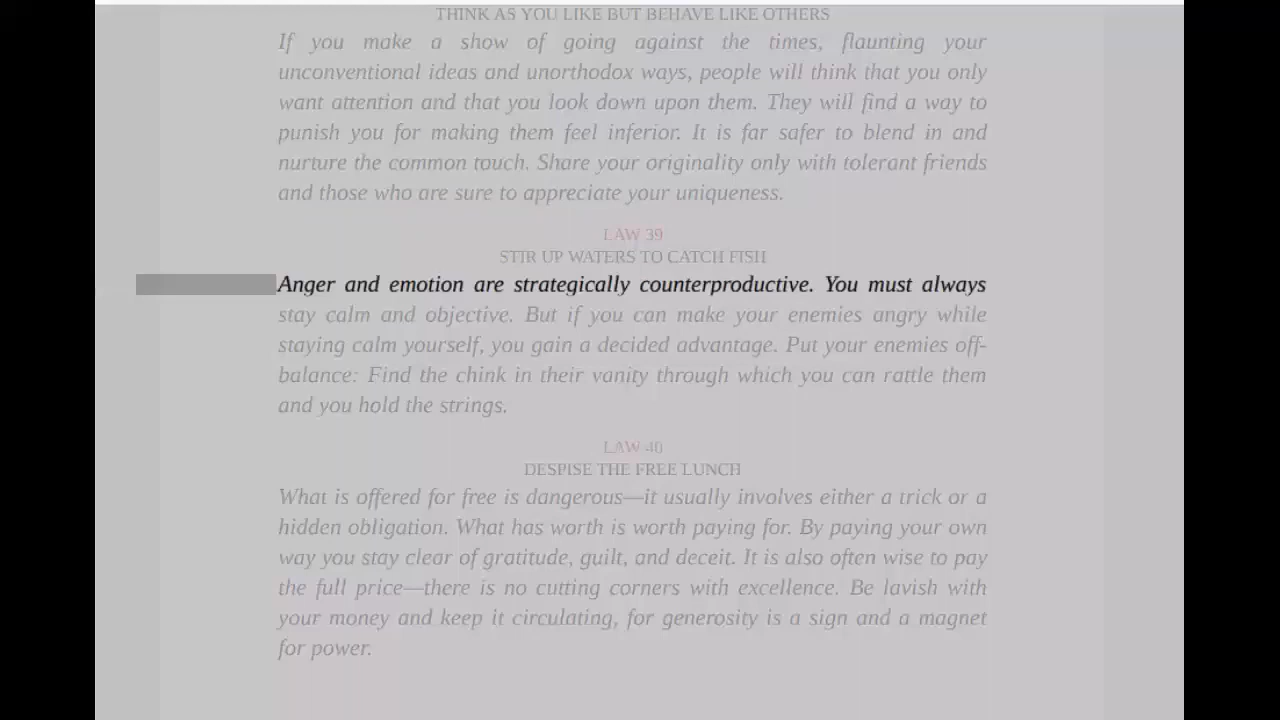 THINK AS YOU LIKE BUT BEHAVE LIKE OTHERS
If you make a show of going against the times, flaunting your
unconventional ideas and unorthodox ways, people will think that you only
want attention and that you look down upon them. They will find a way to
punish you for making them feel inferior. It is far safer to blend in and
nurture the common touch. Share your originality only with tolerant friends
and those who are sure to appreciate your uniqueness.
LAW 39
STIR UP WATERS TO CATCH FISH
Anger and emotion are strategically counterproductive. You must always
stay calm and objective. But if you can make your enemies angry while
staying calm yourself, you gain a decided advantage. Put your enemies off-
balance: Find the chink in their vanity through which you can rattle them
and you hold the strings.
LAW 40
DESPISE THE FREE LUNCH
What is offered for free is dangerous—it usually involves either a trick or a
hidden obligation. What has worth is worth paying for. By paying your own
way you stay clear of gratitude, guilt, and deceit. It is also often wise to pay
the full price—there is no cutting corners with excellence. Be lavish with
your money and keep it circulating, for generosity is a sign and a magnet
for power.